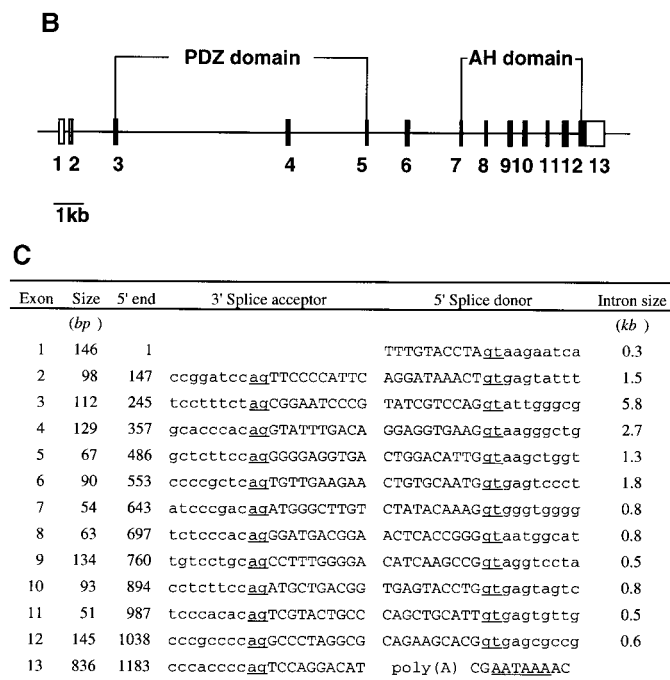 B
PDZ domain
AH domain
1 2 3 4 5 6 7 8 9 10 11 12 13
1kb
C
Exon Size 5' end 3' Splice acceptor 5' Splice donor Intron size
(bp) (kb)
1 146 1 TTTGTACCTAgtaagaatca 0.3
2 98 147 ccggatccagTTCCCCATTC AGGATAAACTgtgagtattt 1.5
3 112 245 tcctttctagCGGAATCCCG TATCGTCCAGgtattgggcg 5.8
4 129 357 gcacccacagGTATTTGACA GGAGGTGAAGgtaagggctg 2.7
5 67 486 gctcttccagGGGGAGGTGA CTGGACATTGgtaagctggt 1.3
6 90 553 ccccgctcagTGTTGAAGAA CTGTGCAATGgtgagtccct 1.8
7 54 643 atcccgacagATGGGCTTGT CTATACAAAGgtgggtgggg 0.8
8 63 697 tctcccacagGGATGACGGA ACTCACCGGGgtaatggcat 0.8
9 134 760 tgtcctgcagCCTTTGGGGA ACATCAAGCCGgtaggtccta 0.5
10 93 894 cctcttccagATGCTGACGG TGAGTACCTGgtgagtagtc 0.8
11 51 987 tcccacacagTCGTACTGCC CAGCTGCATTgtgagtgttg 0.5
12 145 1038 cccgccccagGCCCTAGGCG CAGAAGCACGgtgagcgccg 0.6
13 836 1183 cccaccccagTCCAGGACAT poly(A) CGAATAAAAC